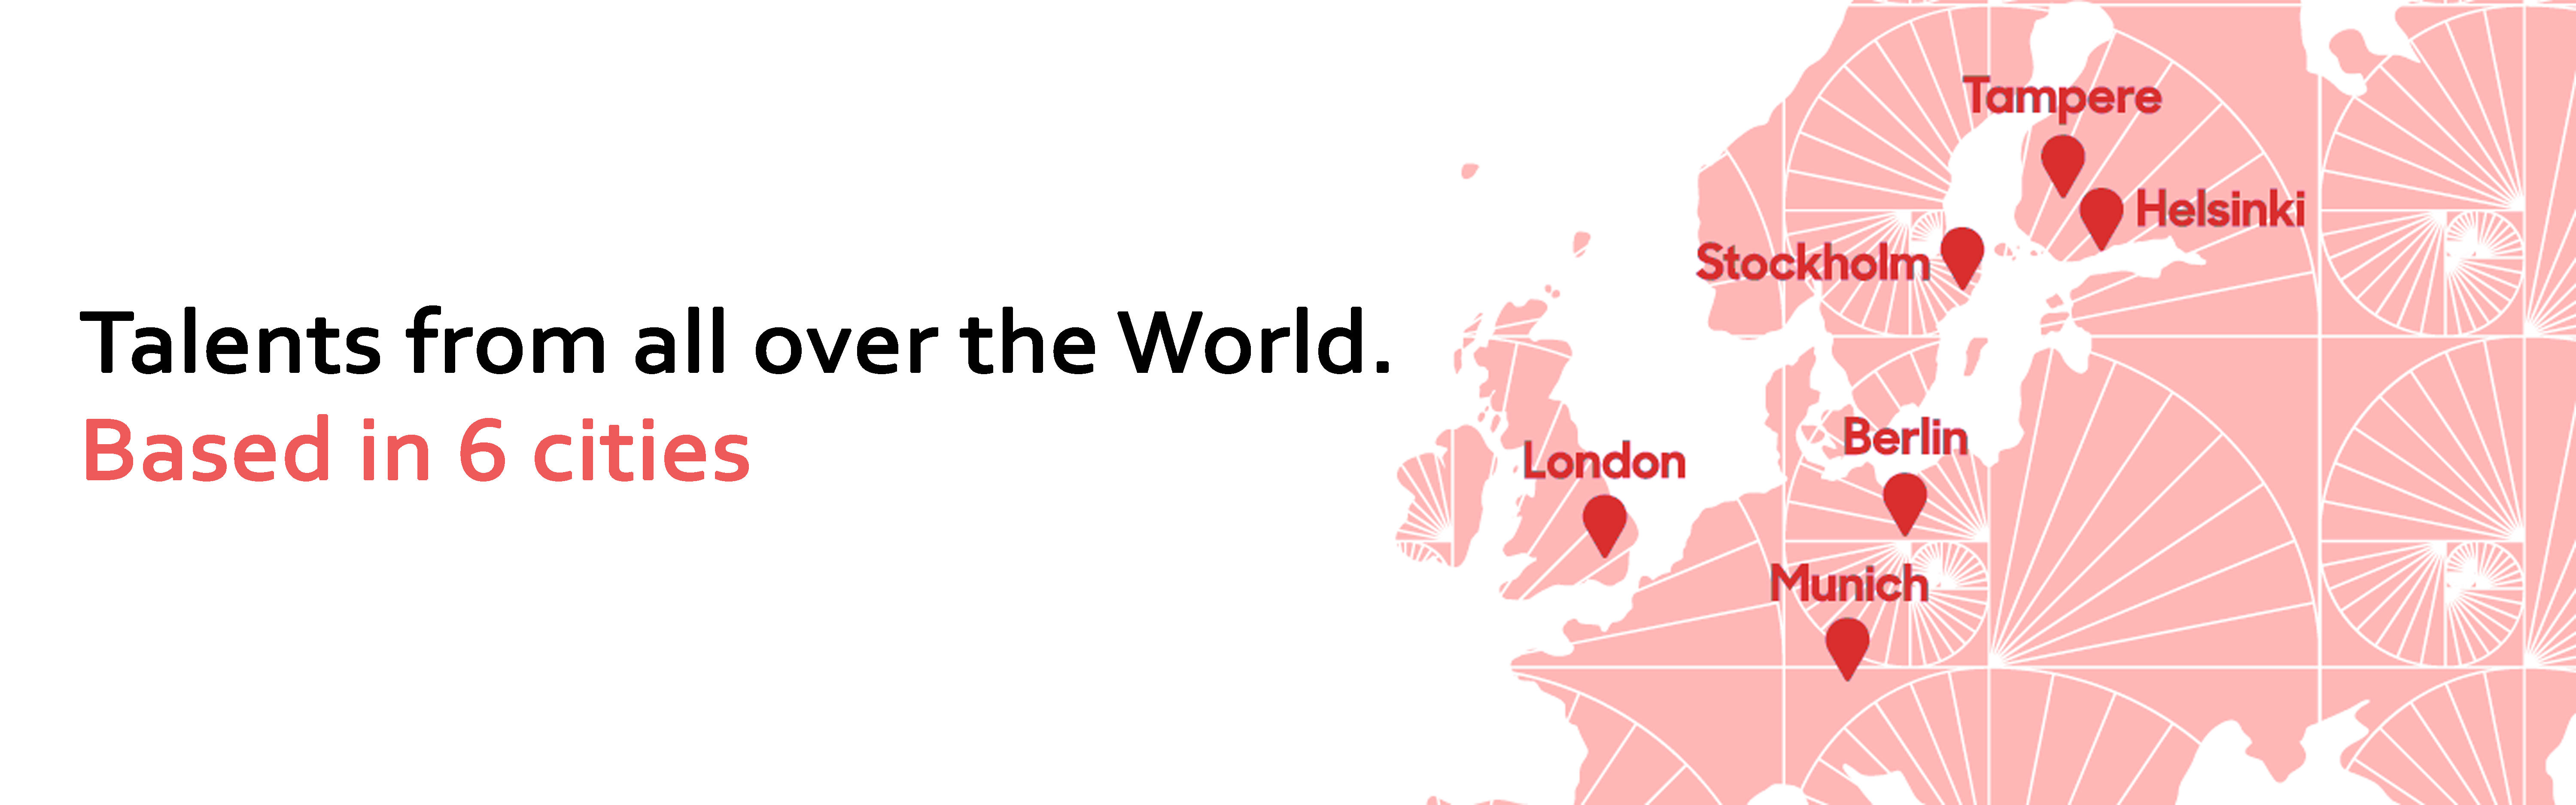 Talents from all over the World.
Based in 6 cities
Tampere
Helsinki
Stockholm
Berlin
London
Munich